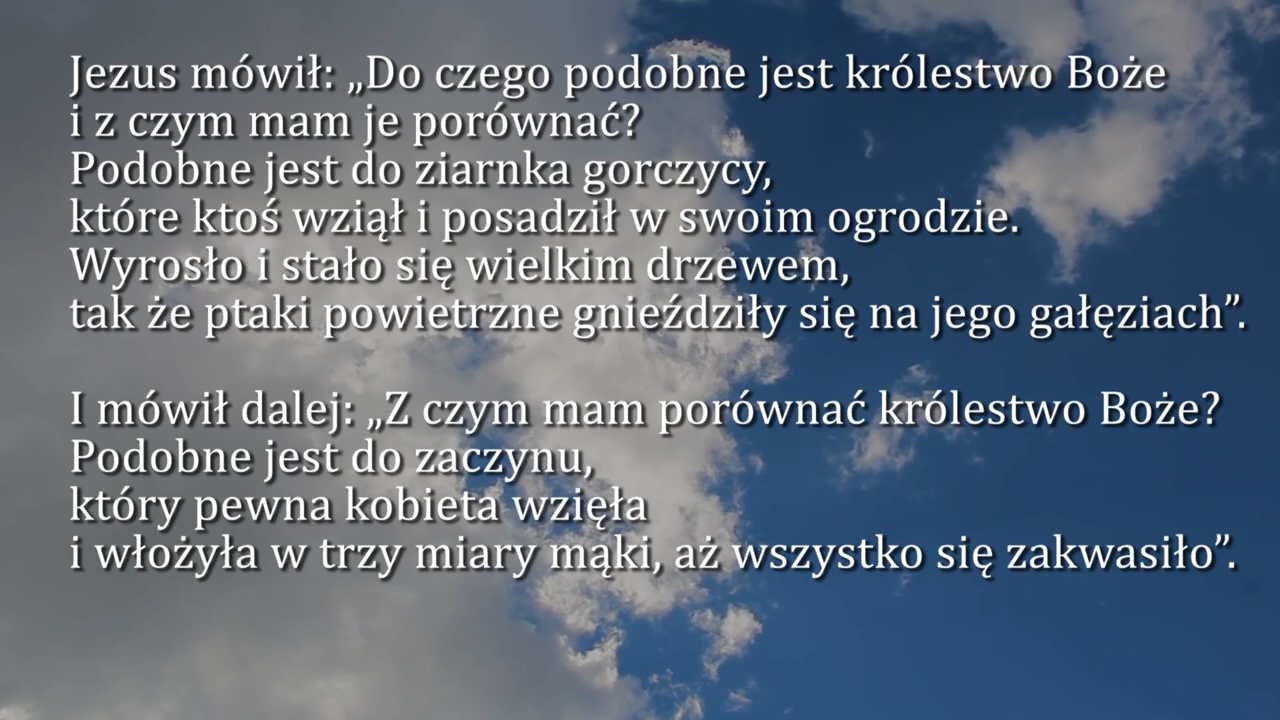 Jezus mówił: „Do czego podobne jest królestwo Boże
i z czym mam je porównać?
Podobne jest do ziarnka gorczycy,
które ktoś wziął i posadził w swoim ogrodzie.
Wyrosło i stało się wielkim drzewem,
tak że ptaki powietrzne gnieździły się na jego gałęziach”.
I mówił dalej: „Z czym mam porównać królestwo Boże?
Podobne jest do zaczynu,
który pewna kobieta wzięła
i włożyła w trzy miary mąki, aż wszystko się zakwasiło”.